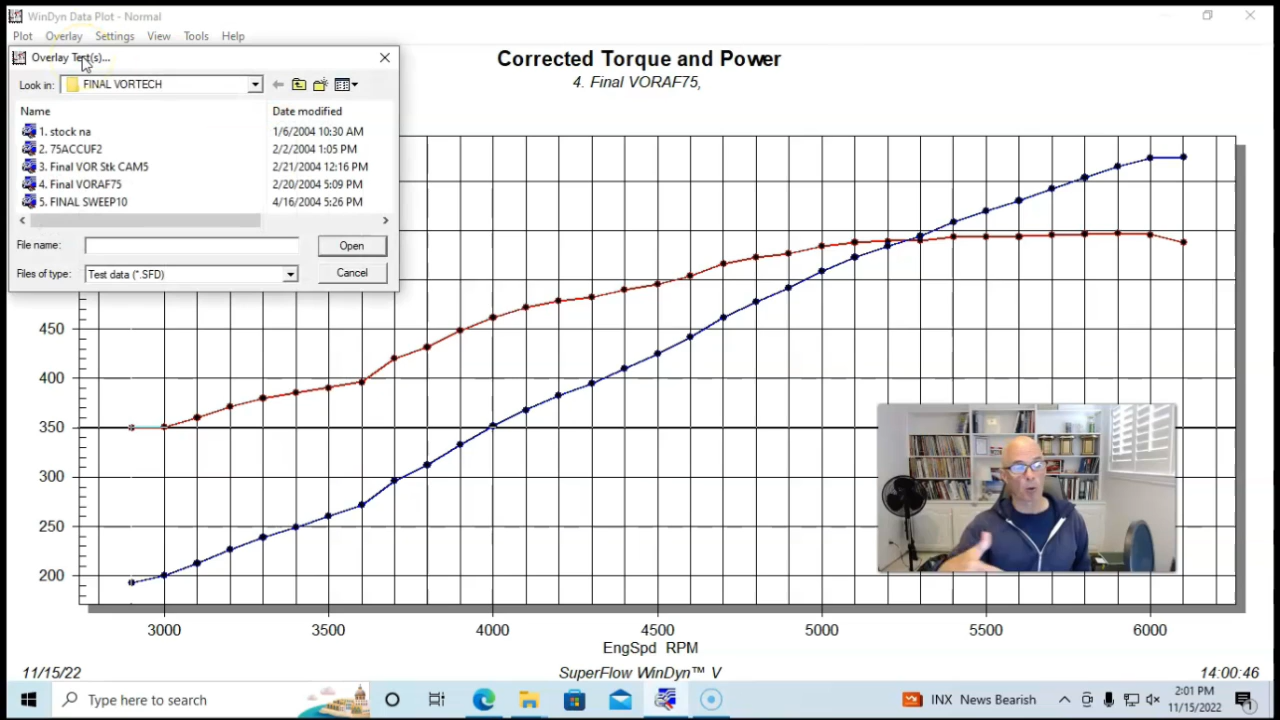 WinDyn Data Plot - Normal
Plot Overlay Settings View Tools Help
Overlay Test(s)...
Look in: FINAL VORTECH
Name Date modified
1. stock na 1/6/2004 10:30 AM
2. 75ACCUF2 2/2/2004 1:05 PM
3. Final VOR Stk CAM5 2/21/2004 12:16 PM
4. Final VORAF75 2/20/2004 5:09 PM
5. FINAL SWEEP10 4/16/2004 5:26 PM
File name: Open
Files of type: Test data (*.SFD) Cancel
Corrected Torque and Power
4. Final VORAF75,
450
400
350
300
250
200
3000 3500 4000 4500 5000 5500 6000
EngSpd RPM
11/15/22 SuperFlow WinDyn™ V 14:00:46
Type here to search
INX News Bearish
2:01 PM
11/15/2022
1